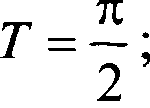 T = π/2;